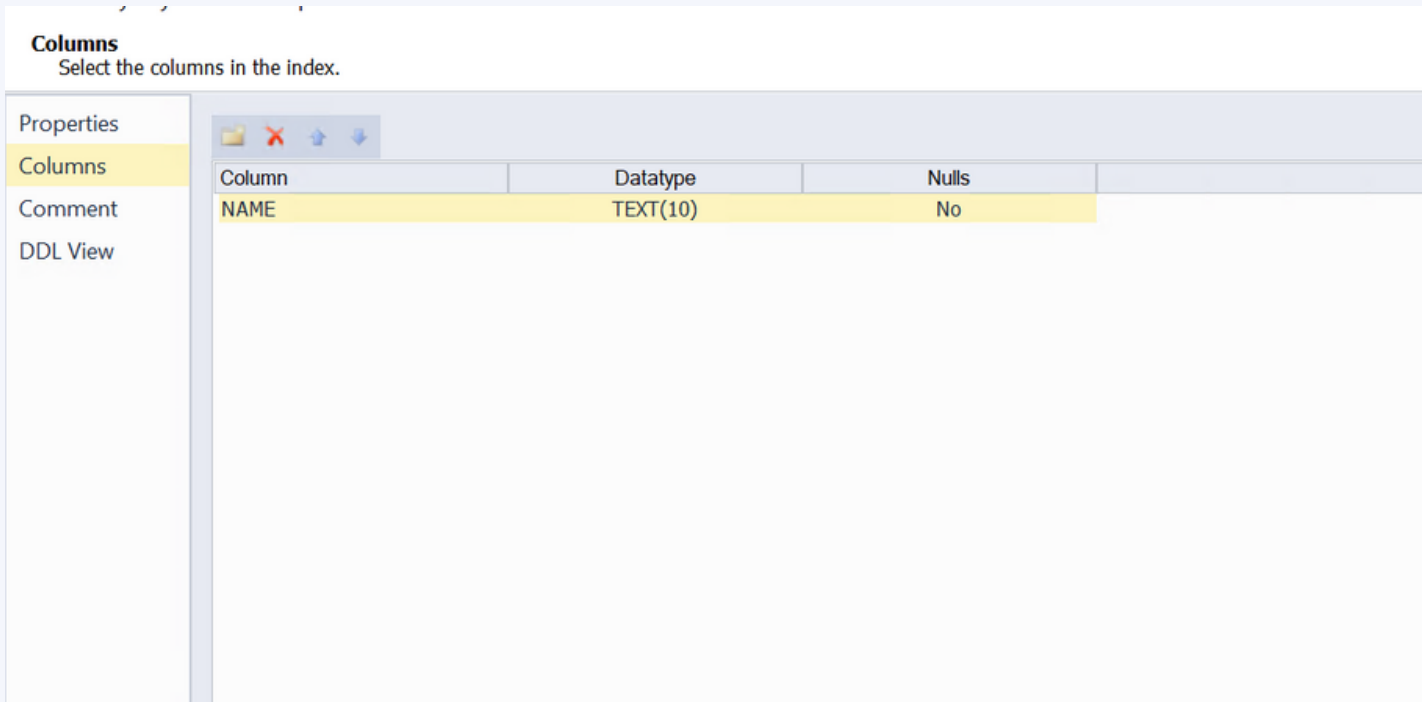 Columns
Select the columns in the index.
Properties
Columns
Comment
DDL View
Column Datatype Nulls
NAME TEXT(10) No